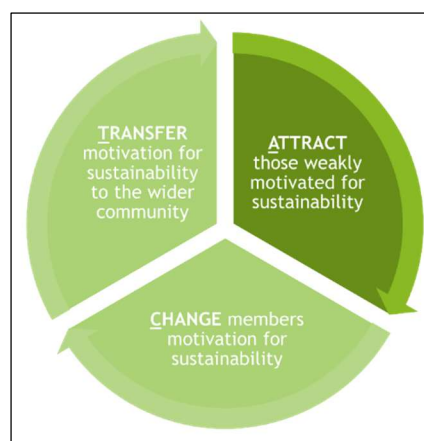 TRANSFER
motivation for
sustainability
to the wider
community
ATTRACT
those weakly
motivated for
sustainability
CHANGE members
motivation for
sustainability